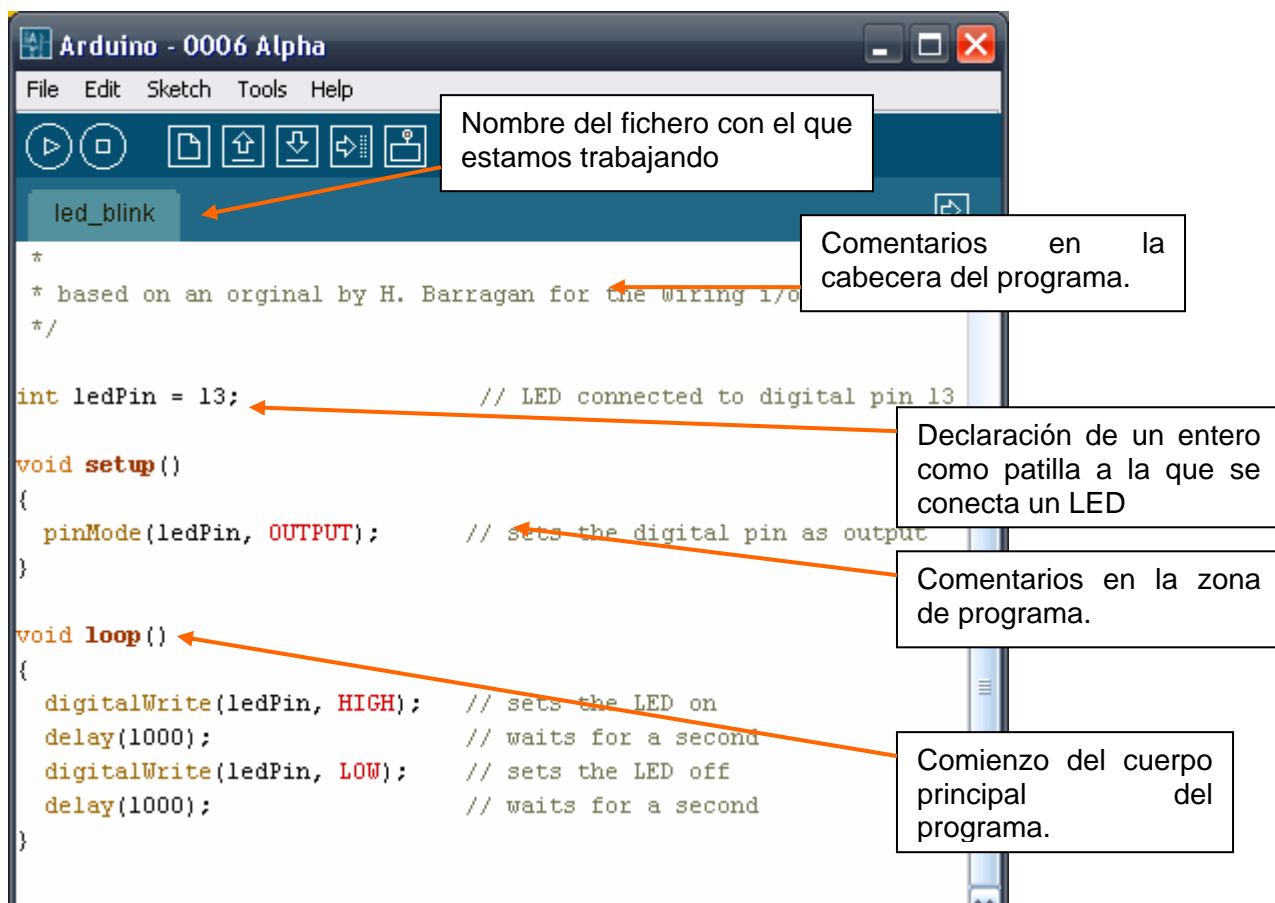 Arduino - 0006 Alpha
File Edit Sketch Tools Help
Nombre del fichero con el que
estamos trabajando
led_blink
Comentarios en la
cabecera del programa.
*
* based on an orginal by H. Barragan for the Wiring i/o
*/
int ledPin = 13; // LED connected to digital pin 13
Declaración de un entero
como patilla a la que se
conecta un LED
void setup()
{
pinMode(ledPin, OUTPUT); // sets the digital pin as output
}
Comentarios en la zona
de programa.
void loop()
{
digitalWrite(ledPin, HIGH); // sets the LED on
delay(1000); // waits for a second
digitalWrite(ledPin, LOW); // sets the LED off
delay(1000); // waits for a second
}
Comienzo del cuerpo
principal del
programa.